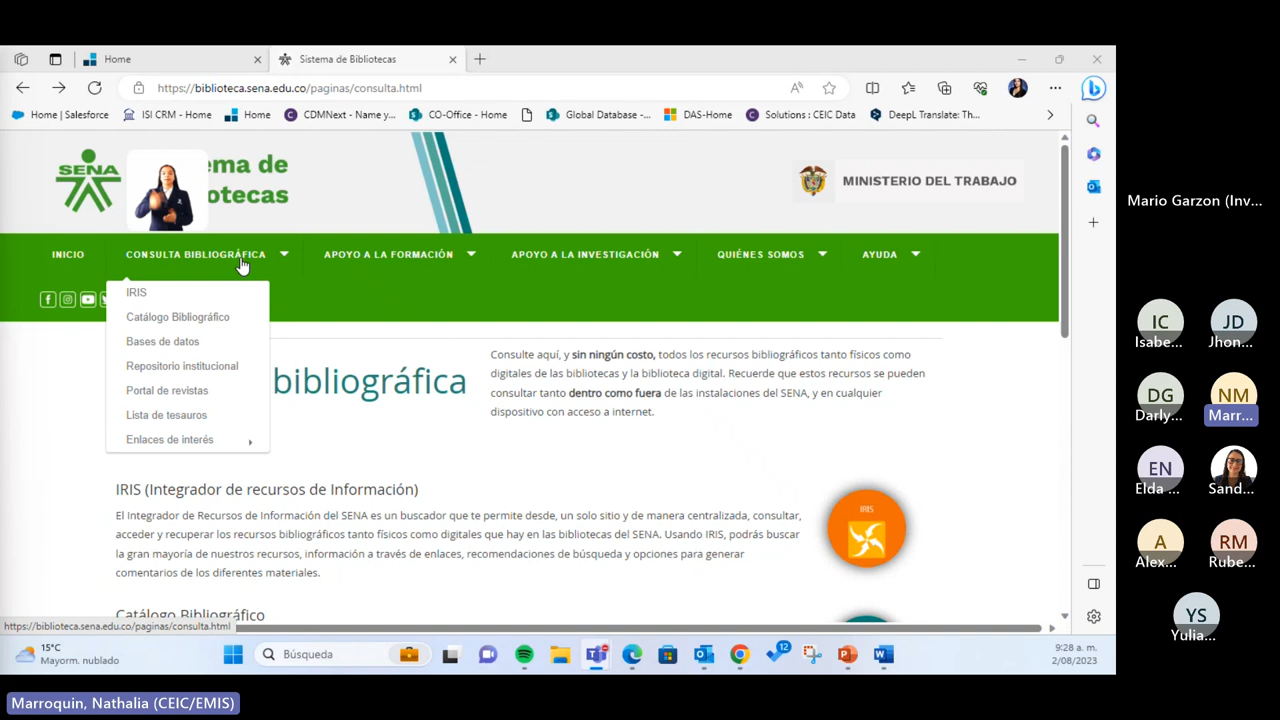 Home
Sistema de Bibliotecas
https://biblioteca.sena.edu.co/paginas/consulta.html
Home | Salesforce
ISI CRM - Home
Home
CDMNext - Name y...
CO-Office - Home
Global Database -...
DAS-Home
Solutions : CEIC Data
DeepL Translate: Th...
SENA
ema de
otecas
MINISTERIO DEL TRABAJO
INICIO
CONSULTA BIBLIOGRÁFICA
APOYO A LA FORMACIÓN
APOYO A LA INVESTIGACIÓN
QUIÉNES SOMOS
AYUDA
IRIS
Catálogo Bibliográfico
Bases de datos
Repositorio institucional
Portal de revistas
Lista de tesauros
Enlaces de interés
bibliográfica
Consulte aquí, y sin ningún costo, todos los recursos bibliográficos tanto físicos como
digitales de las bibliotecas y la biblioteca digital. Recuerde que estos recursos se pueden
consultar tanto dentro como fuera de las instalaciones del SENA, y en cualquier
dispositivo con acceso a internet.
IRIS (Integrador de recursos de Información)
El Integrador de Recursos de Información del SENA es un buscador que te permite desde, un solo sitio y de manera centralizada, consultar,
acceder y recuperar los recursos bibliográficos tanto físicos como digitales que hay en las bibliotecas del SENA. Usando IRIS, podrás buscar
la gran mayoría de nuestros recursos, información a través de enlaces, recomendaciones de búsqueda y opciones para generar
comentarios de los diferentes materiales.
IRIS
Catálogo Bibliográfico
https://biblioteca.sena.edu.co/paginas/consulta.html
15°C
Mayorm. nublado
Búsqueda
12
9:28 a. m.
2/08/2023
Mario Garzon (Inv...
IC
Isabe...
JD
Jhon...
DG
Darly...
NM
Marr...
EN
Elda ...
Sand...
A
Alex...
RM
Rube...
YS
Yulia...
Marroquin, Nathalia (CEIC/EMIS)